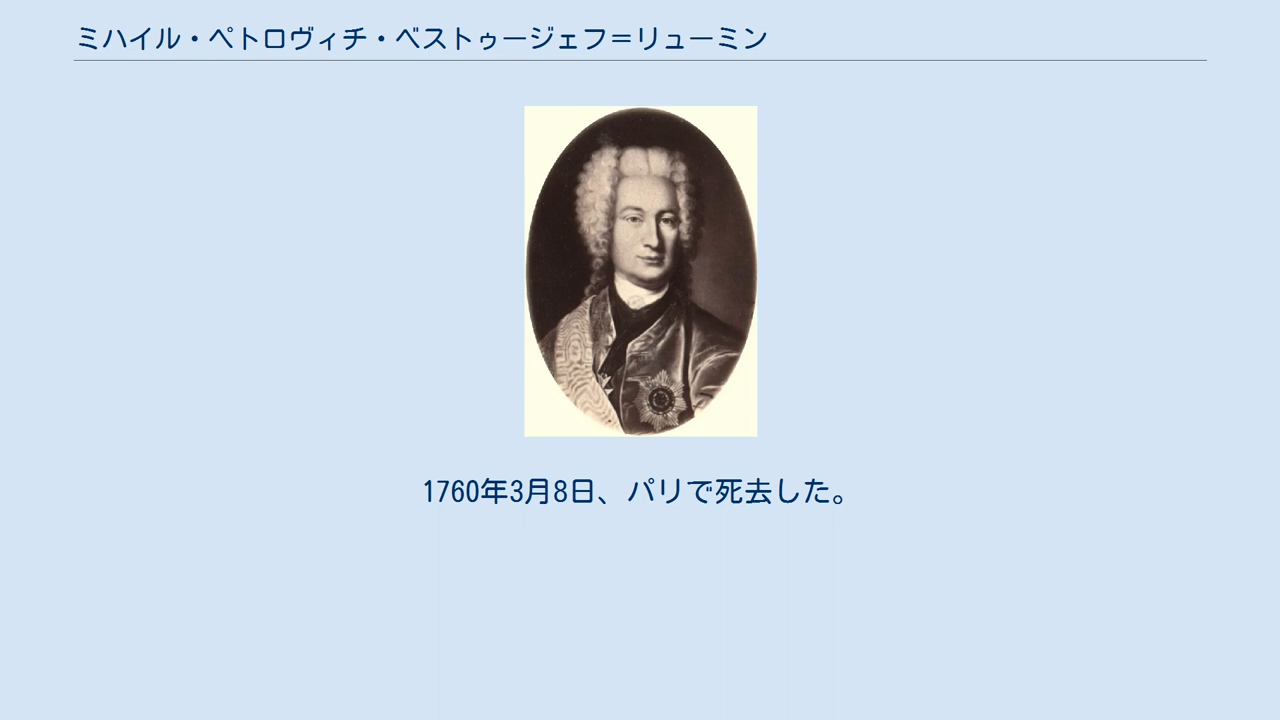 ミハイル・ペトロヴィチ・ベストゥージェフ＝リューミン
1760年3月8日、パリで死去した。